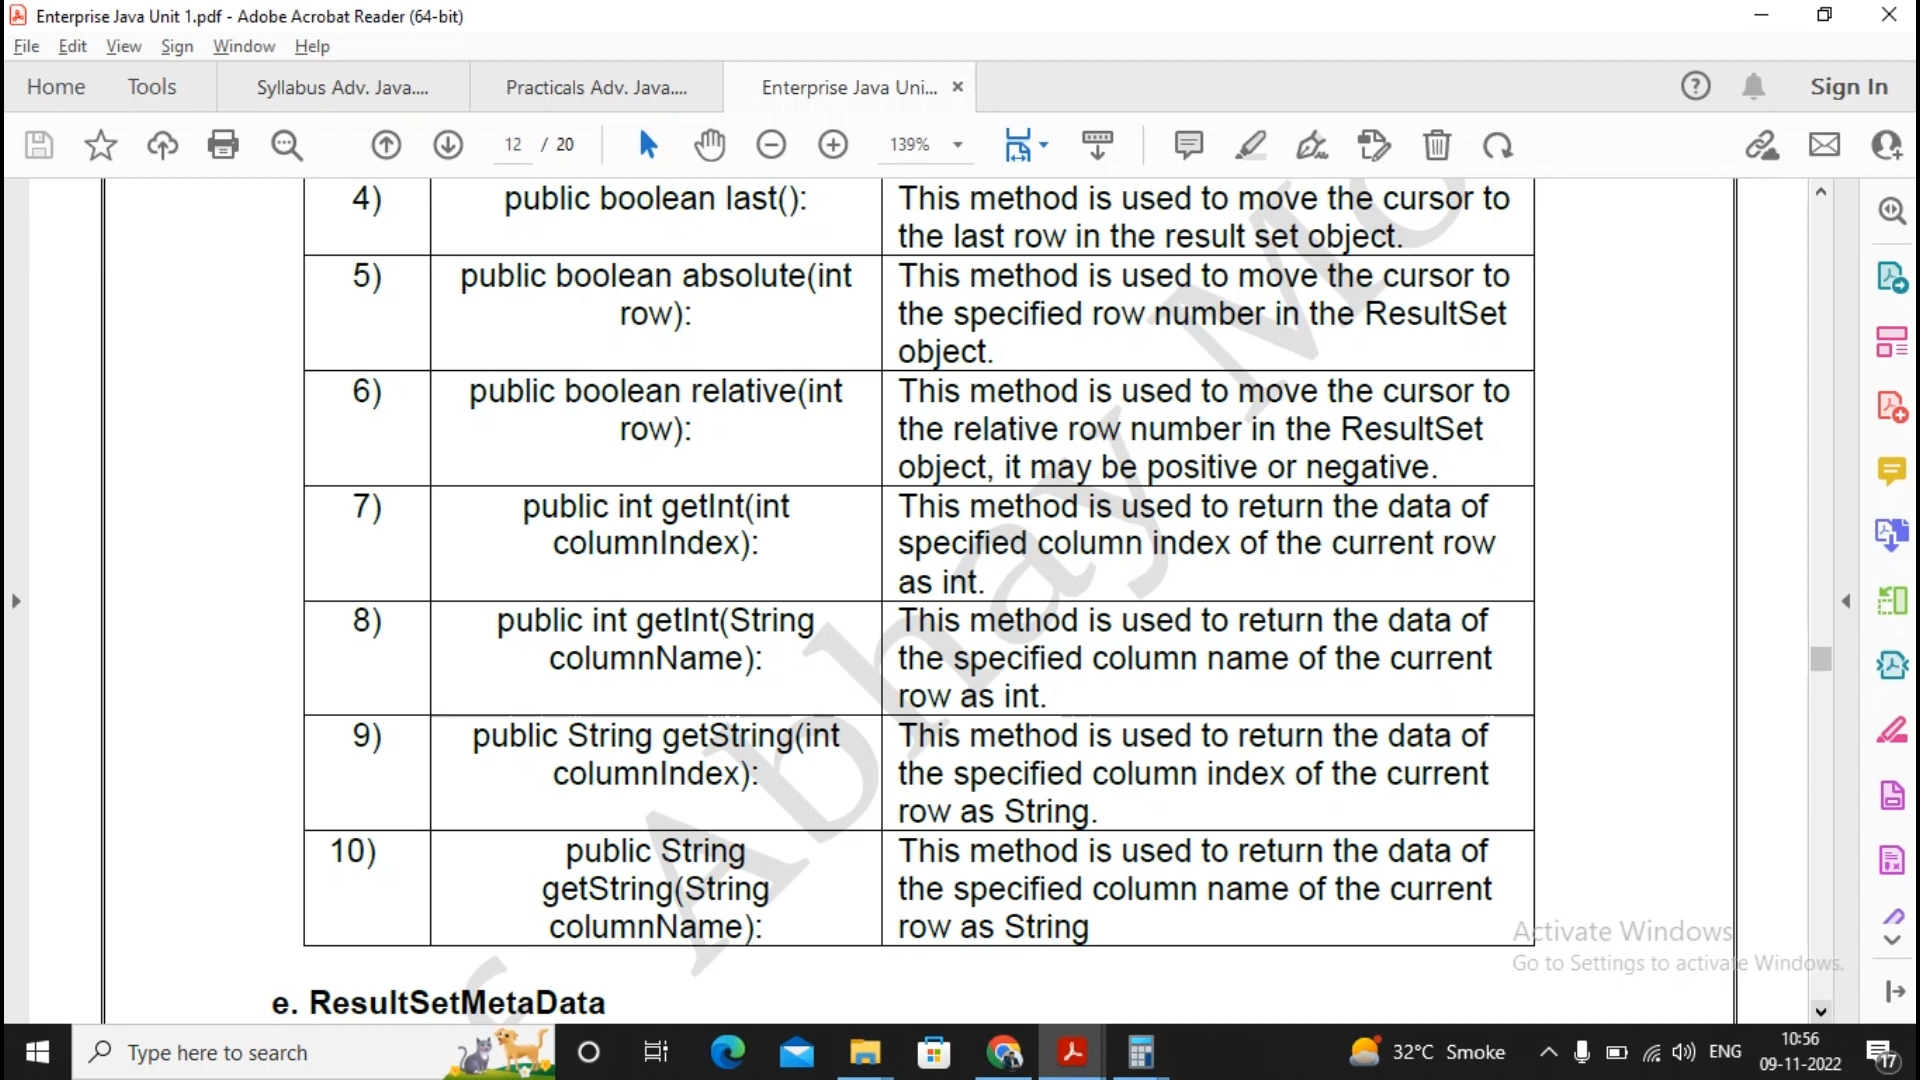 Enterprise Java Unit 1.pdf - Adobe Acrobat Reader (64-bit)
File Edit View Sign Window Help
Home Tools Syllabus Adv. Java.... Practicals Adv. Java.... Enterprise Java Uni... × Sign In
12 / 20 139%
4) public boolean last(): This method is used to move the cursor to
the last row in the result set object.
5) public boolean absolute(int This method is used to move the cursor to
row): the specified row number in the ResultSet
object.
6) public boolean relative(int This method is used to move the cursor to
row): the relative row number in the ResultSet
object, it may be positive or negative.
7) public int getInt(int This method is used to return the data of
columnIndex): specified column index of the current row
as int.
8) public int getInt(String This method is used to return the data of
columnName): the specified column name of the current
row as int.
9) public String getString(int This method is used to return the data of
columnIndex): the specified column index of the current
row as String.
10) public String This method is used to return the data of
getString(String the specified column name of the current
columnName): row as String
e. ResultSetMetaData
Abhay
Activate Windows
Go to Settings to activate Windows.
Type here to search 32°C Smoke ENG 10:56
09-11-2022 17